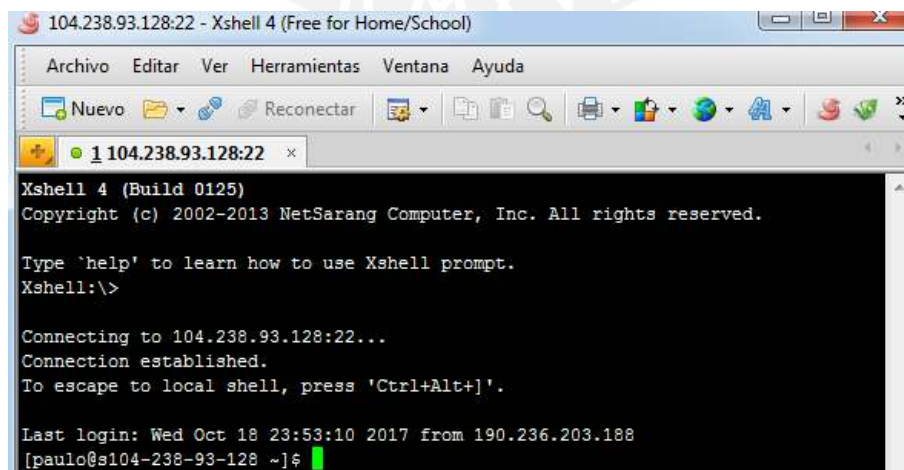 104.238.93.128:22 - Xshell 4 (Free for Home/School)
Archivo Editar Ver Herramientas Ventana Ayuda
Nuevo Reconectar
1 104.238.93.128:22
Xshell 4 (Build 0125)
Copyright (c) 2002-2013 NetSarang Computer, Inc. All rights reserved.
Type `help' to learn how to use Xshell prompt.
Xshell:\>
Connecting to 104.238.93.128:22...
Connection established.
To escape to local shell, press 'Ctrl+Alt+]'.
Last login: Wed Oct 18 23:53:10 2017 from 190.236.203.188
[paulo@s104-238-93-128 ~]$